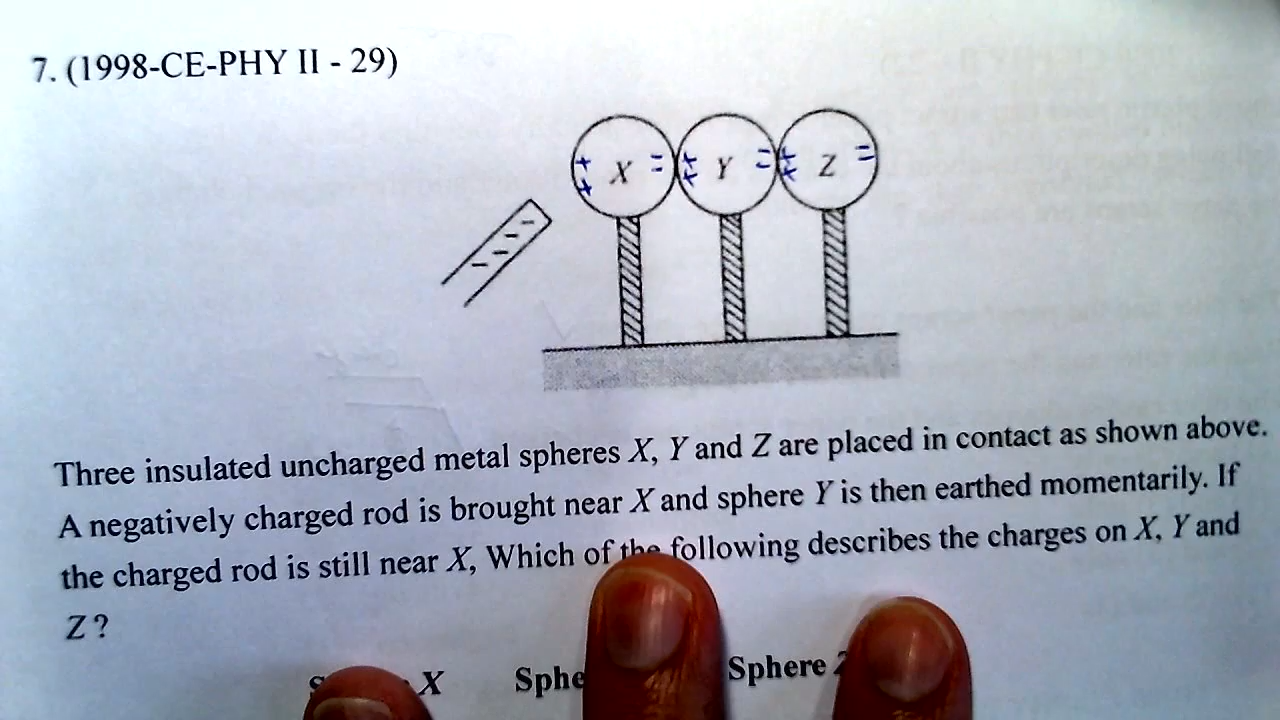 7. (1998-CE-PHY II - 29)
X Y Z
Three insulated uncharged metal spheres X, Y and Z are placed in contact as shown above.
A negatively charged rod is brought near X and sphere Y is then earthed momentarily. If
the charged rod is still near X, Which of the following describes the charges on X, Y and
Z ?
X Sphere